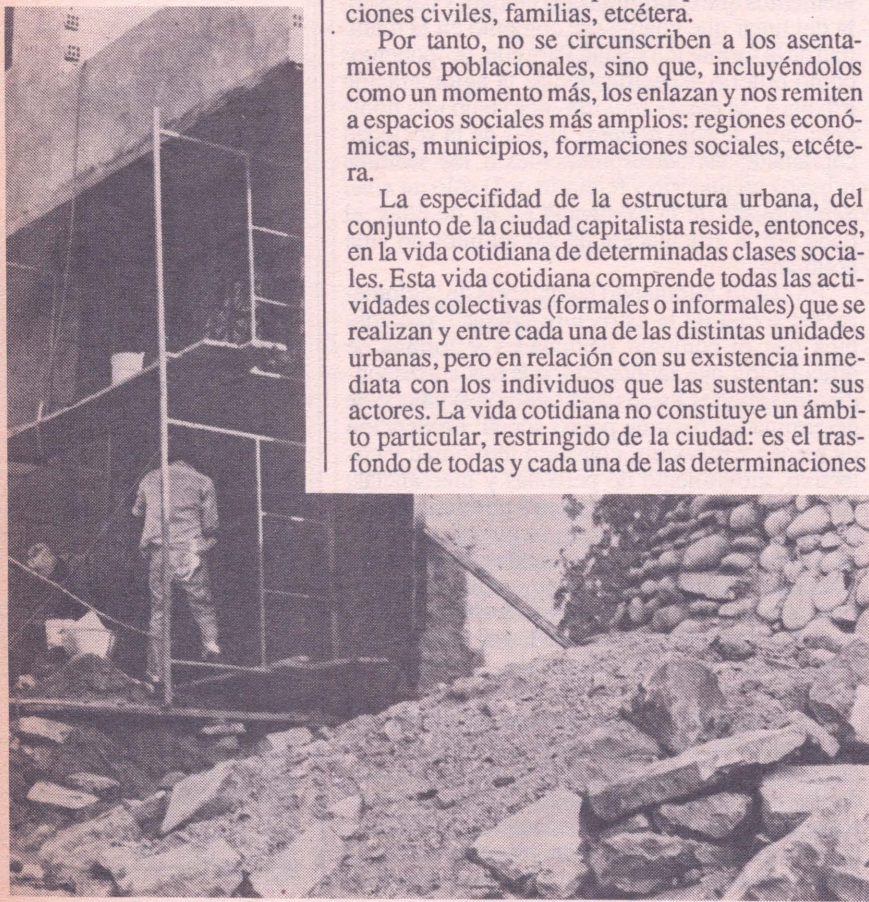 ciones civiles, familias, etcétera.
Por tanto, no se circunscriben a los asenta-
mientos poblacionales, sino que, incluyéndolos
como un momento más, los enlazan y nos remiten
a espacios sociales más amplios: regiones econó-
micas, municipios, formaciones sociales, etcéte-
ra.
La especifidad de la estructura urbana, del
conjunto de la ciudad capitalista reside, entonces,
en la vida cotidiana de determinadas clases socia-
les. Esta vida cotidiana comprende todas las acti-
vidades colectivas (formales o informales) que se
realizan y entre cada una de las distintas unidades
urbanas, pero en relación con su existencia inme-
diata con los individuos que las sustentan: sus
actores. La vida cotidiana no constituye un ámbi-
to particular, restringido de la ciudad: es el tras-
fondo de todas y cada una de las determinaciones